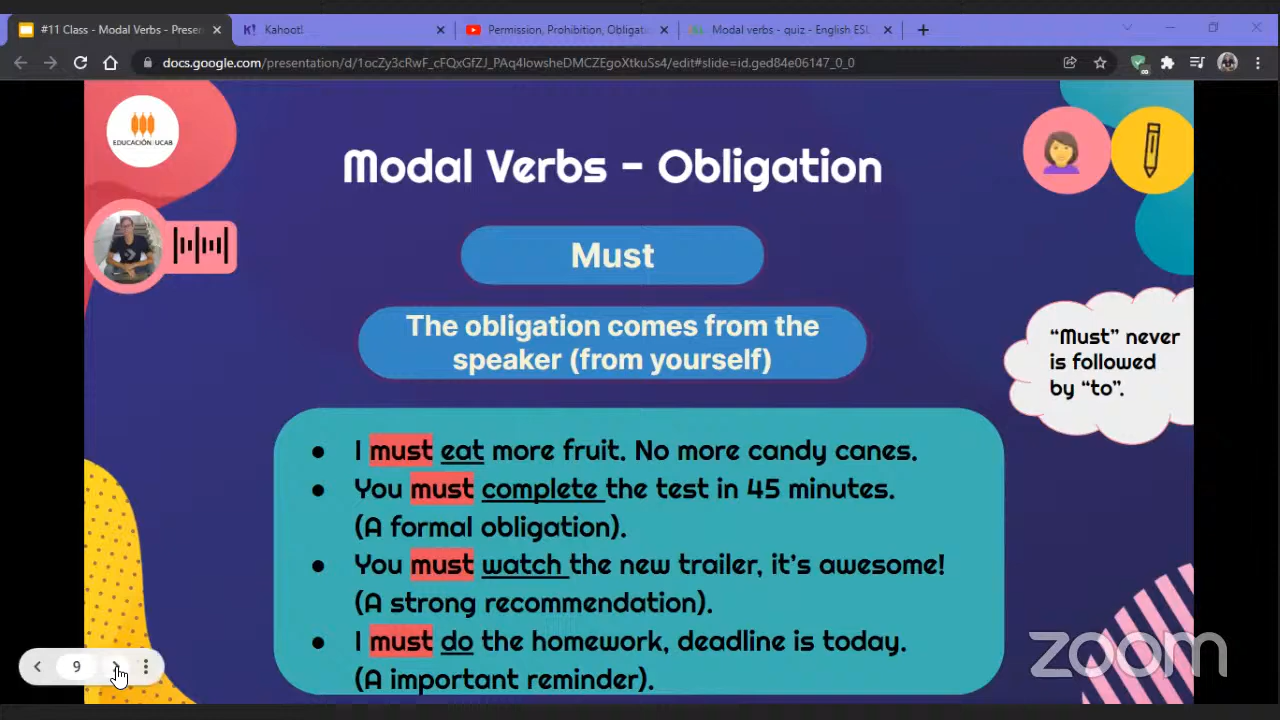 #11 Class - Modal Verbs - Presen
Kahoot!
Permission, Prohibition, Obligati
Modal verbs - quiz - English ESL
docs.google.com/presentation/d/1ocZy3cRwF_cFQxGfZJ_PAq4IowsheDMCZEgoXtkuSs4/edit#slide=id.ged84e06147_0_0
EDUCACIÓN UCAB
Modal Verbs - Obligation
Must
The obligation comes from the
speaker (from yourself)
“Must” never
is followed
by “to”.
● I must eat more fruit. No more candy canes.
● You must complete the test in 45 minutes.
(A formal obligation).
● You must watch the new trailer, it’s awesome!
(A strong recommendation).
● I must do the homework, deadline is today.
(A important reminder).
9
zoom